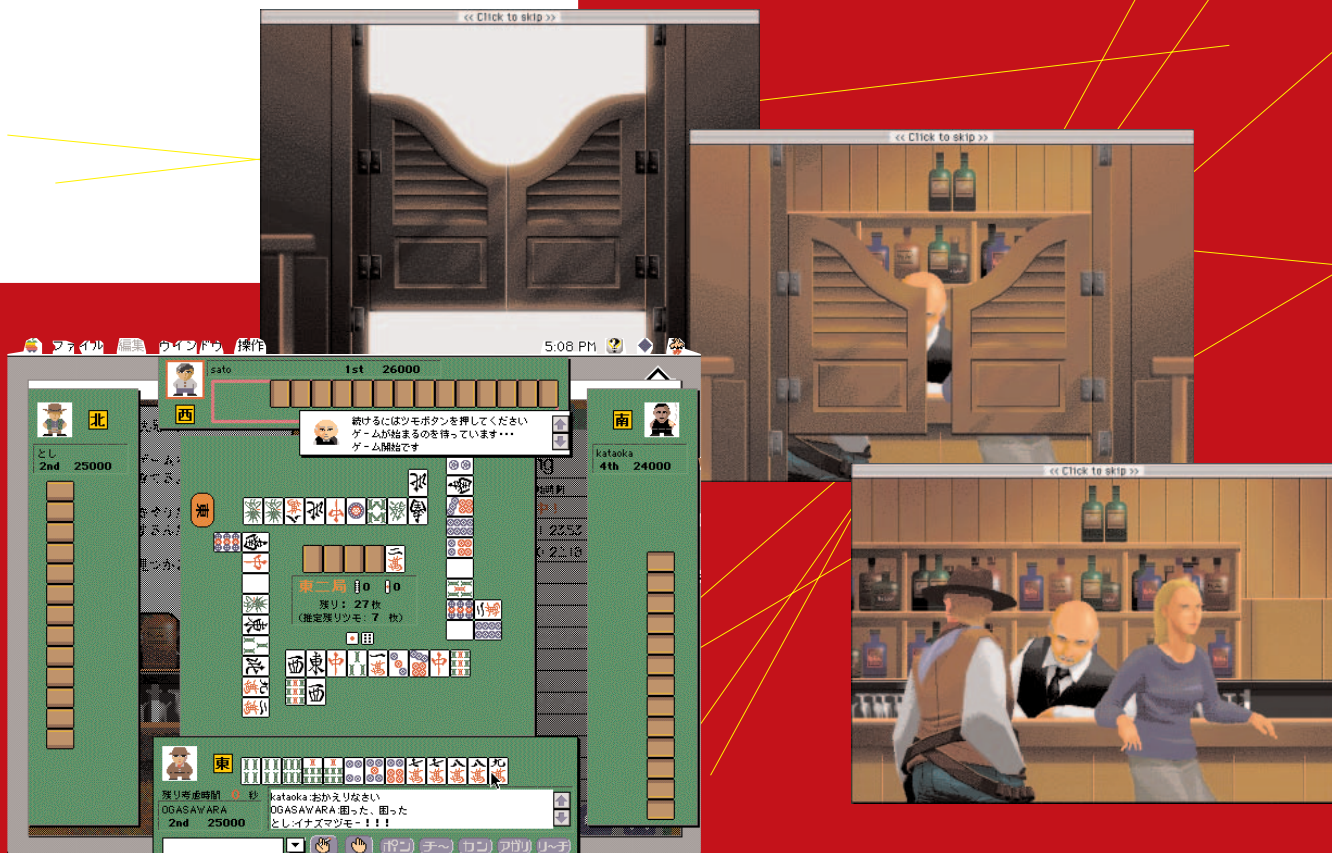 << Click to skip >>
<< Click to skip >>
<< Click to skip >>
ファイル 編集 ウインドウ 操作 5:08 PM
sato 1st 26000
西
続けるにはツモボタンを押してください
ゲームが始まるのを待っています・・・
ゲーム開始です
北
とし
2nd 25000
南
kataoka
4th 24000
東
東二局 0 0
残り: 27枚
(推定残りツモ: 7 枚)
東
残り考慮時間 0 秒
OGASAWARA
2nd 25000
kataoka:おかえりなさい
OGASAWARA:困った、困った
とし:イナズマヅモー!!!
ポン) チ〜) カン) アガリ リ〜チ)